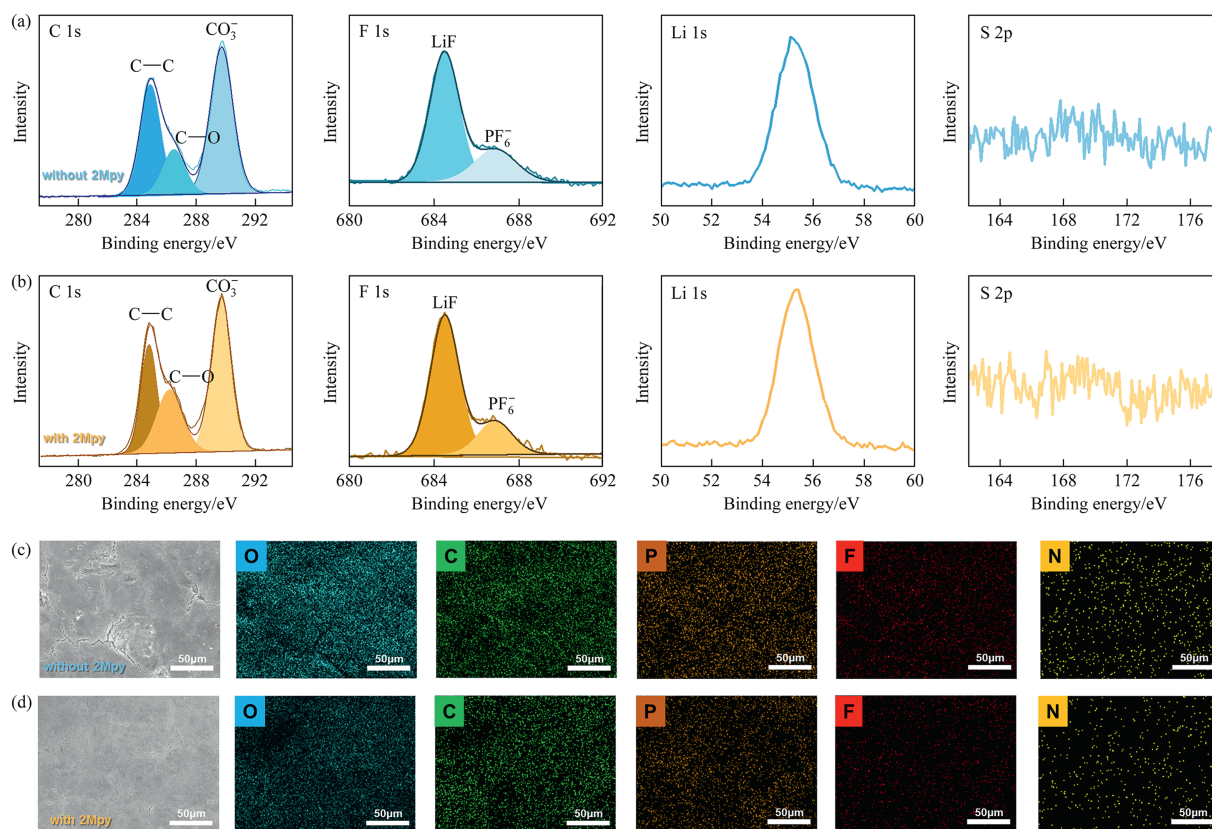 (a)
C 1s
C—C
C—O
CO₃⁻
without 2Mpy
Intensity
280 284 288 292
Binding energy/eV
F 1s
LiF
PF₆⁻
Intensity
680 684 688 692
Binding energy/eV
Li 1s
Intensity
50 52 54 56 58 60
Binding energy/eV
S 2p
Intensity
164 168 172 176
Binding energy/eV
(b)
C 1s
C—C
C—O
CO₃⁻
with 2Mpy
Intensity
280 284 288 292
Binding energy/eV
F 1s
LiF
PF₆⁻
Intensity
680 684 688 692
Binding energy/eV
Li 1s
Intensity
50 52 54 56 58 60
Binding energy/eV
S 2p
Intensity
164 168 172 176
Binding energy/eV
(c)
without 2Mpy
50μm
O
50μm
C
50μm
P
50μm
F
50μm
N
50μm
(d)
with 2Mpy
50μm
O
50μm
C
50μm
P
50μm
F
50μm
N
50μm